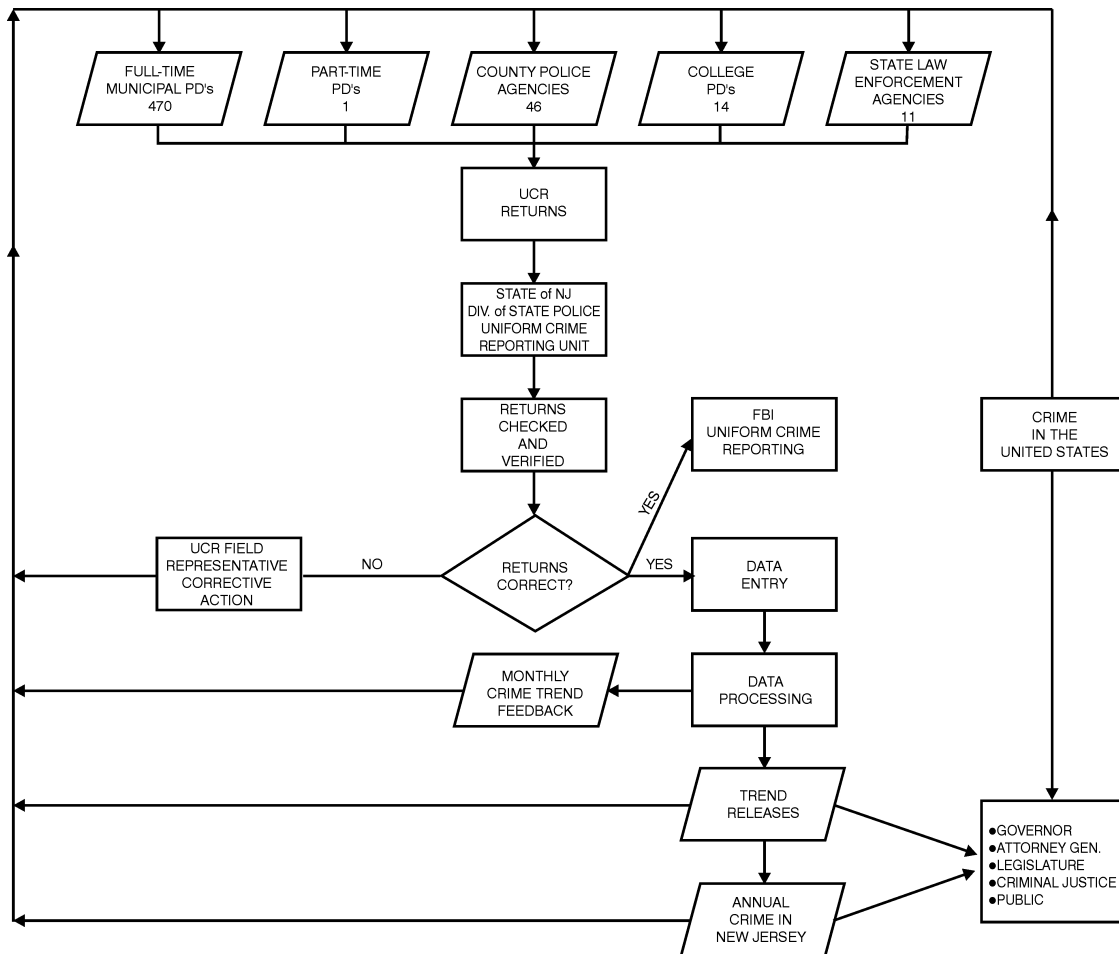 FULL-TIME
MUNICIPAL PD's
470
PART-TIME
PD's
1
COUNTY POLICE
AGENCIES
46
COLLEGE
PD's
14
STATE LAW
ENFORCEMENT
AGENCIES
11
UCR
RETURNS
STATE of NJ
DIV. of STATE POLICE
UNIFORM CRIME
REPORTING UNIT
RETURNS
CHECKED
AND
VERIFIED
FBI
UNIFORM CRIME
REPORTING
CRIME
IN THE
UNITED STATES
YES
UCR FIELD
REPRESENTATIVE
CORRECTIVE
ACTION
NO
RETURNS
CORRECT?
YES
DATA
ENTRY
MONTHLY
CRIME TREND
FEEDBACK
DATA
PROCESSING
TREND
RELEASES
●GOVERNOR
●ATTORNEY GEN.
●LEGISLATURE
●CRIMINAL JUSTICE
●PUBLIC
ANNUAL
CRIME IN
NEW JERSEY